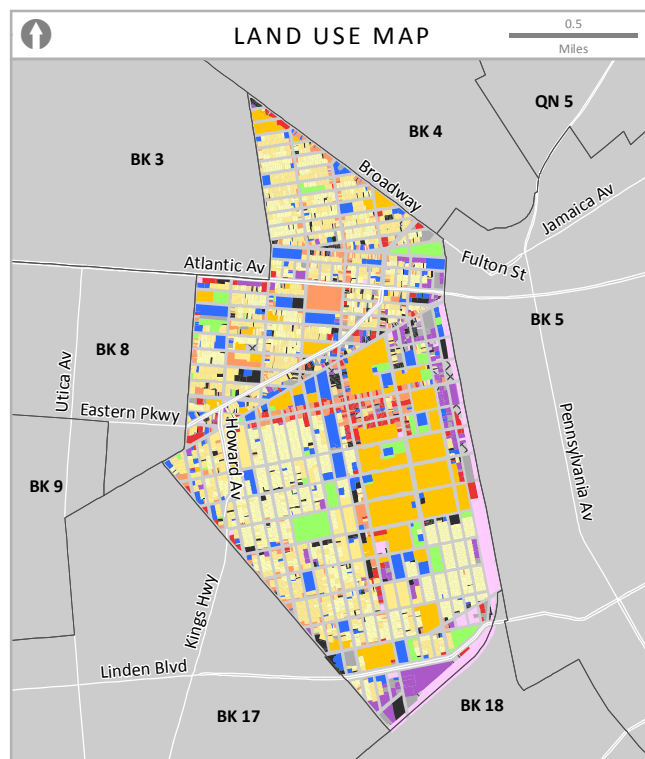 LAND USE MAP
0.5
Miles
QN 5
BK 4
BK 3
Broadway
Jamaica Av
Fulton St
Atlantic Av
BK 5
BK 8
Utica Av
Eastern Pkwy
Howard Av
Pennsylvania Av
BK 9
Kings Hwy
Linden Blvd
BK 17
BK 18